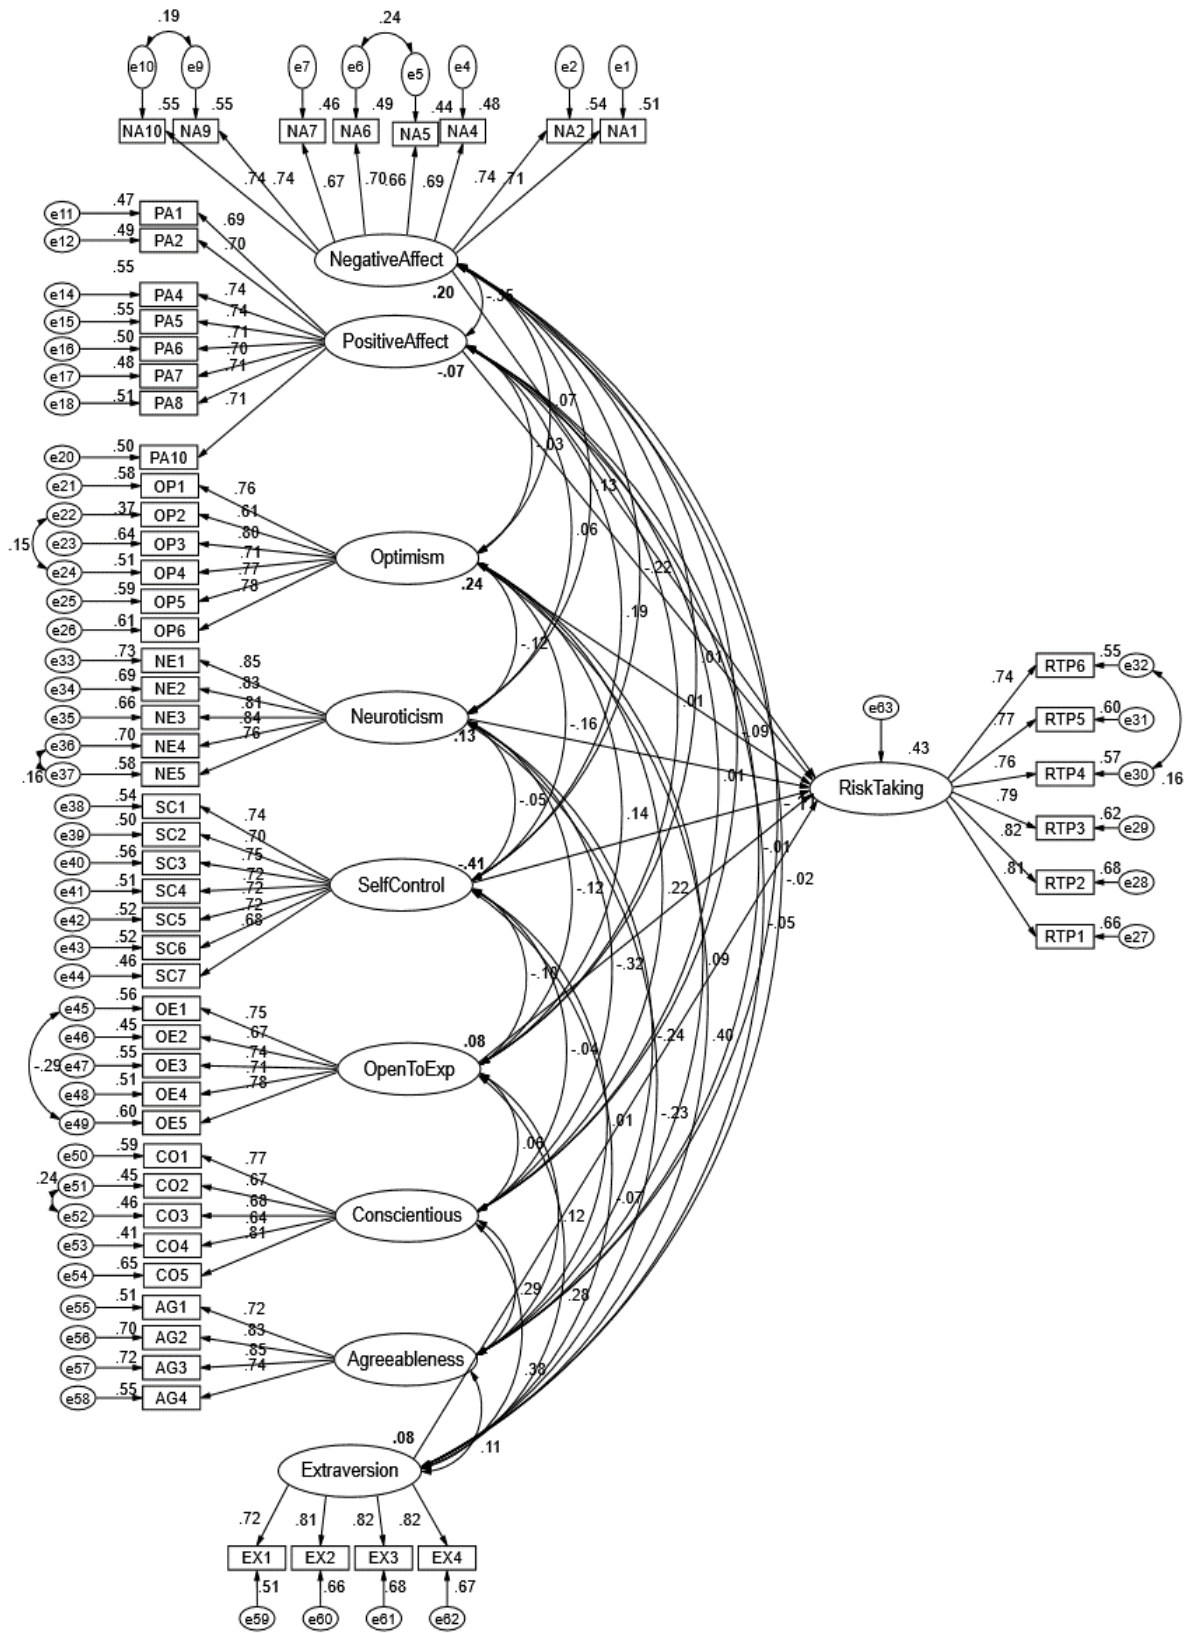 .19 .24
e10 e9 e7 e6 e5 e4 e2 e1
.55 .55 .46 .49 .44 .48 .54 .51
NA10 NA9 NA7 NA6 NA5 NA4 NA2 NA1
.74 .74 .67 .70 .66 .69 .74 .71
NegativeAffect
.20
-.35
e11 .47 PA1 .69
e12 .49 PA2 .70
.55
e14 PA4 .74
e15 .55 PA5 .74
e16 .50 PA6 .71
e17 .48 PA7 .70
.71
e18 .51 PA8 .71
e20 .50 PA10
PositiveAffect
-.07
.07
-.03
.13
.06
-.22
e21 .58 OP1 .76
e22 .37 OP2 .61
e23 .64 OP3 .80
.15
e24 .51 OP4 .71
e25 .59 OP5 .77
e26 .61 OP6 .78
Optimism
.24
.19
-.12
.01
.01
e33 .73 NE1 .85
e34 .69 NE2 .83
e35 .66 NE3 .81
e36 .70 NE4 .84
.16
e37 .58 NE5 .76
Neuroticism
.13
-.16
-.09
.01
-.05
.14
e38 .54 SC1 .74
e39 .50 SC2 .70
e40 .56 SC3 .75
e41 .51 SC4 .72
e42 .52 SC5 .72
e43 .52 SC6 .72
e44 .46 SC7 .68
SelfControl
-.41
-.01
-.02
-.12
.22
-.05
e63
.43
RiskTaking
.74 RTP6 .55 e32
.77 RTP5 .60 e31
.76 RTP4 .57 e30
.16
.79 RTP3 .62 e29
.82 RTP2 .68 e28
.81 RTP1 .66 e27
-.10
-.32
.09
e45 .56 OE1 .75
e46 .45 OE2 .67
-.29
e47 .55 OE3 .74
e48 .51 OE4 .71
e49 .60 OE5 .78
OpenToExp
.08
-.04
-.24
.40
.06
.01
-.23
e50 .59 CO1 .77
.24
e51 .45 CO2 .67
e52 .46 CO3 .68
e53 .41 CO4 .64
e54 .65 CO5 .81
Conscientious
-.07
.12
e55 .51 AG1 .72
e56 .70 AG2 .83
e57 .72 AG3 .85
e58 .55 AG4 .74
Agreeableness
.29
.28
.38
.08
.11
Extraversion
.72 .81 .82 .82
EX1 EX2 EX3 EX4
.51 .66 .68 .67
e59 e60 e61 e62